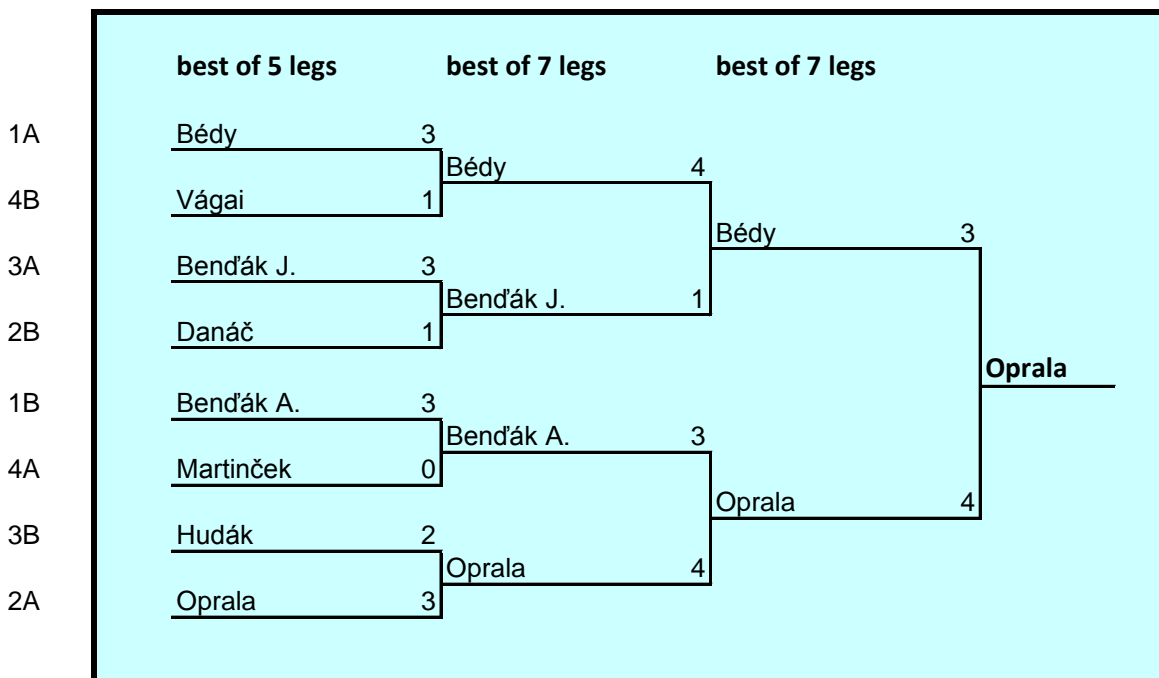 best of 5 legs best of 7 legs best of 7 legs
1A Bédy 3
Bédy 4
4B Vágai 1
Bédy 3
3A Benďák J. 3
Benďák J. 1
2B Danáč 1
Oprala
1B Benďák A. 3
Benďák A. 3
4A Martinček 0
Oprala 4
3B Hudák 2
Oprala 4
2A Oprala 3